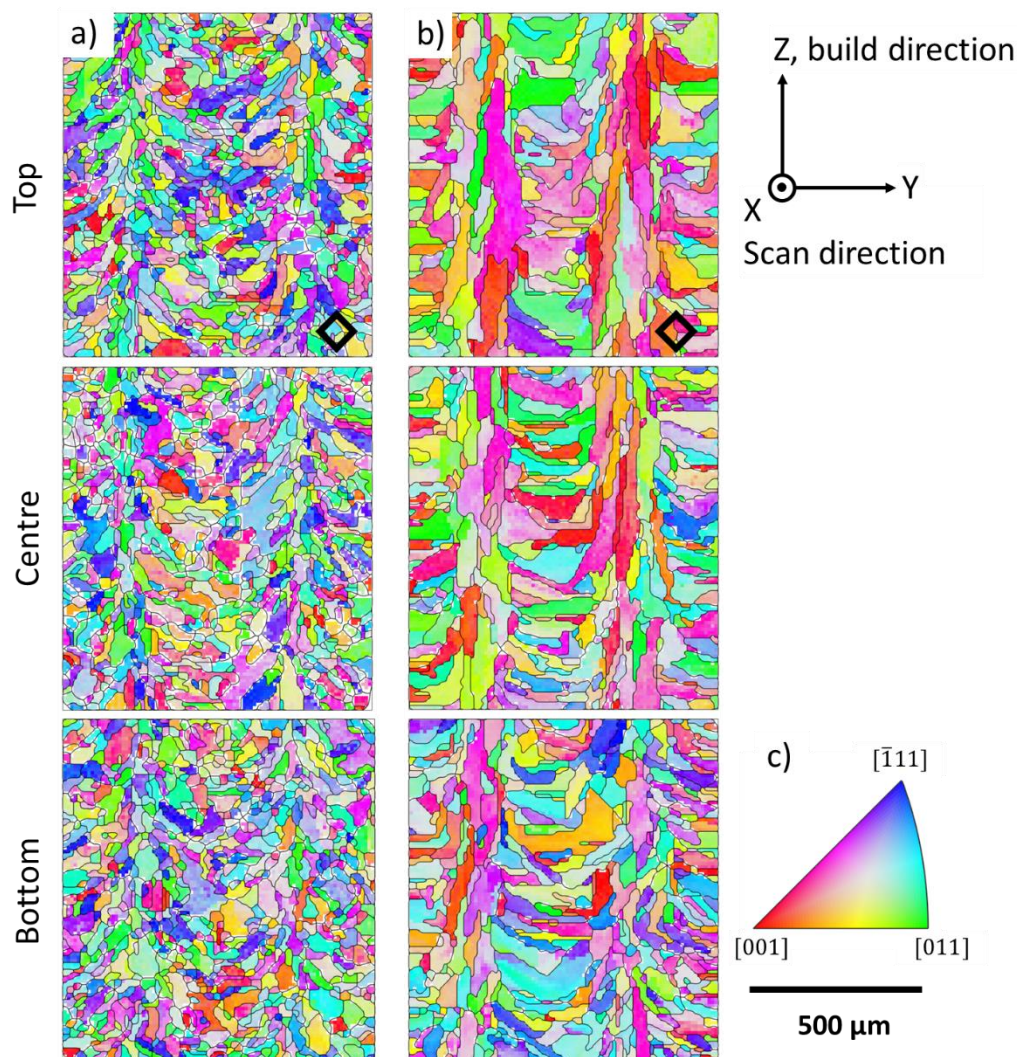 a)
b)
Top
Centre
Bottom
Z, build direction
Y
X
Scan direction
c)
[1̅11]
[001]
[011]
500 µm